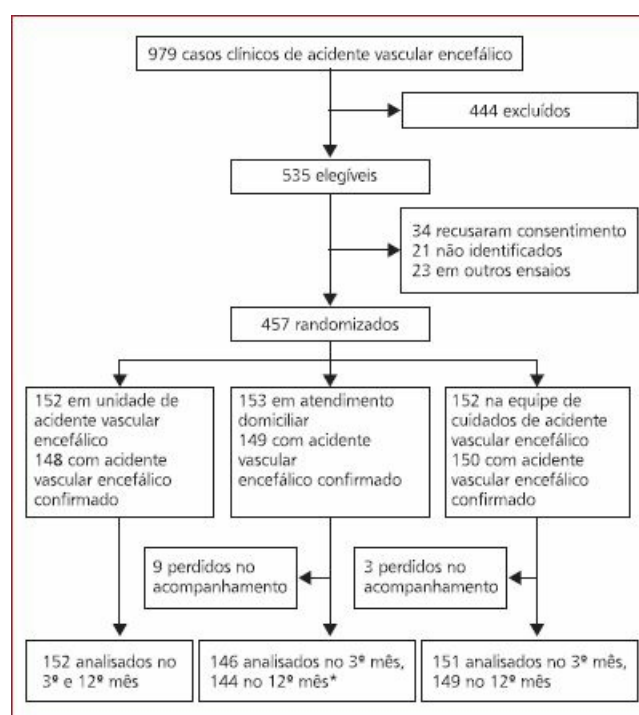 979 casos clínicos de acidente vascular encefálico
444 excluídos
535 elegíveis
34 recusaram consentimento
21 não identificados
23 em outros ensaios
457 randomizados
152 em unidade de
acidente vascular
encefálico
148 com acidente
vascular encefálico
confirmado
153 em atendimento
domiciliar
149 com acidente
vascular
encefálico confirmado
152 na equipe de
cuidados de acidente
vascular encefálico
150 com acidente
vascular encefálico
confirmado
9 perdidos no
acompanhamento
3 perdidos no
acompanhamento
152 analisados no
3º e 12º mês
146 analisados no 3º mês,
144 no 12º mês*
151 analisados no 3º mês,
149 no 12º mês